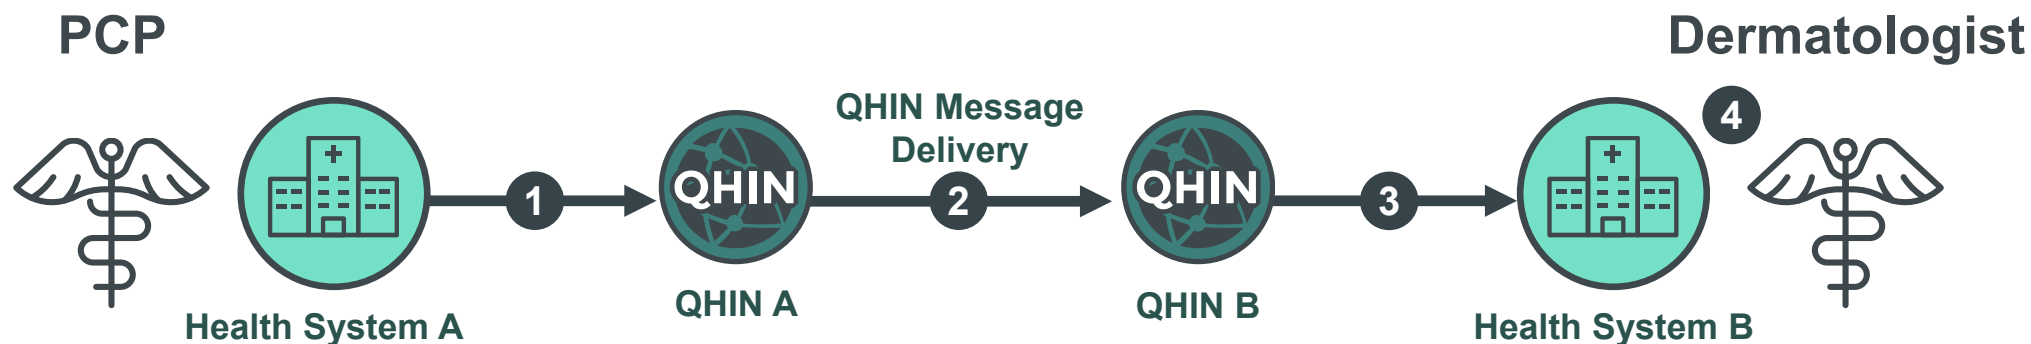 PCP
Dermatologist
QHIN Message
Delivery
4
1
QHIN
2
QHIN
3
QHIN A
QHIN B
Health System A
Health System B